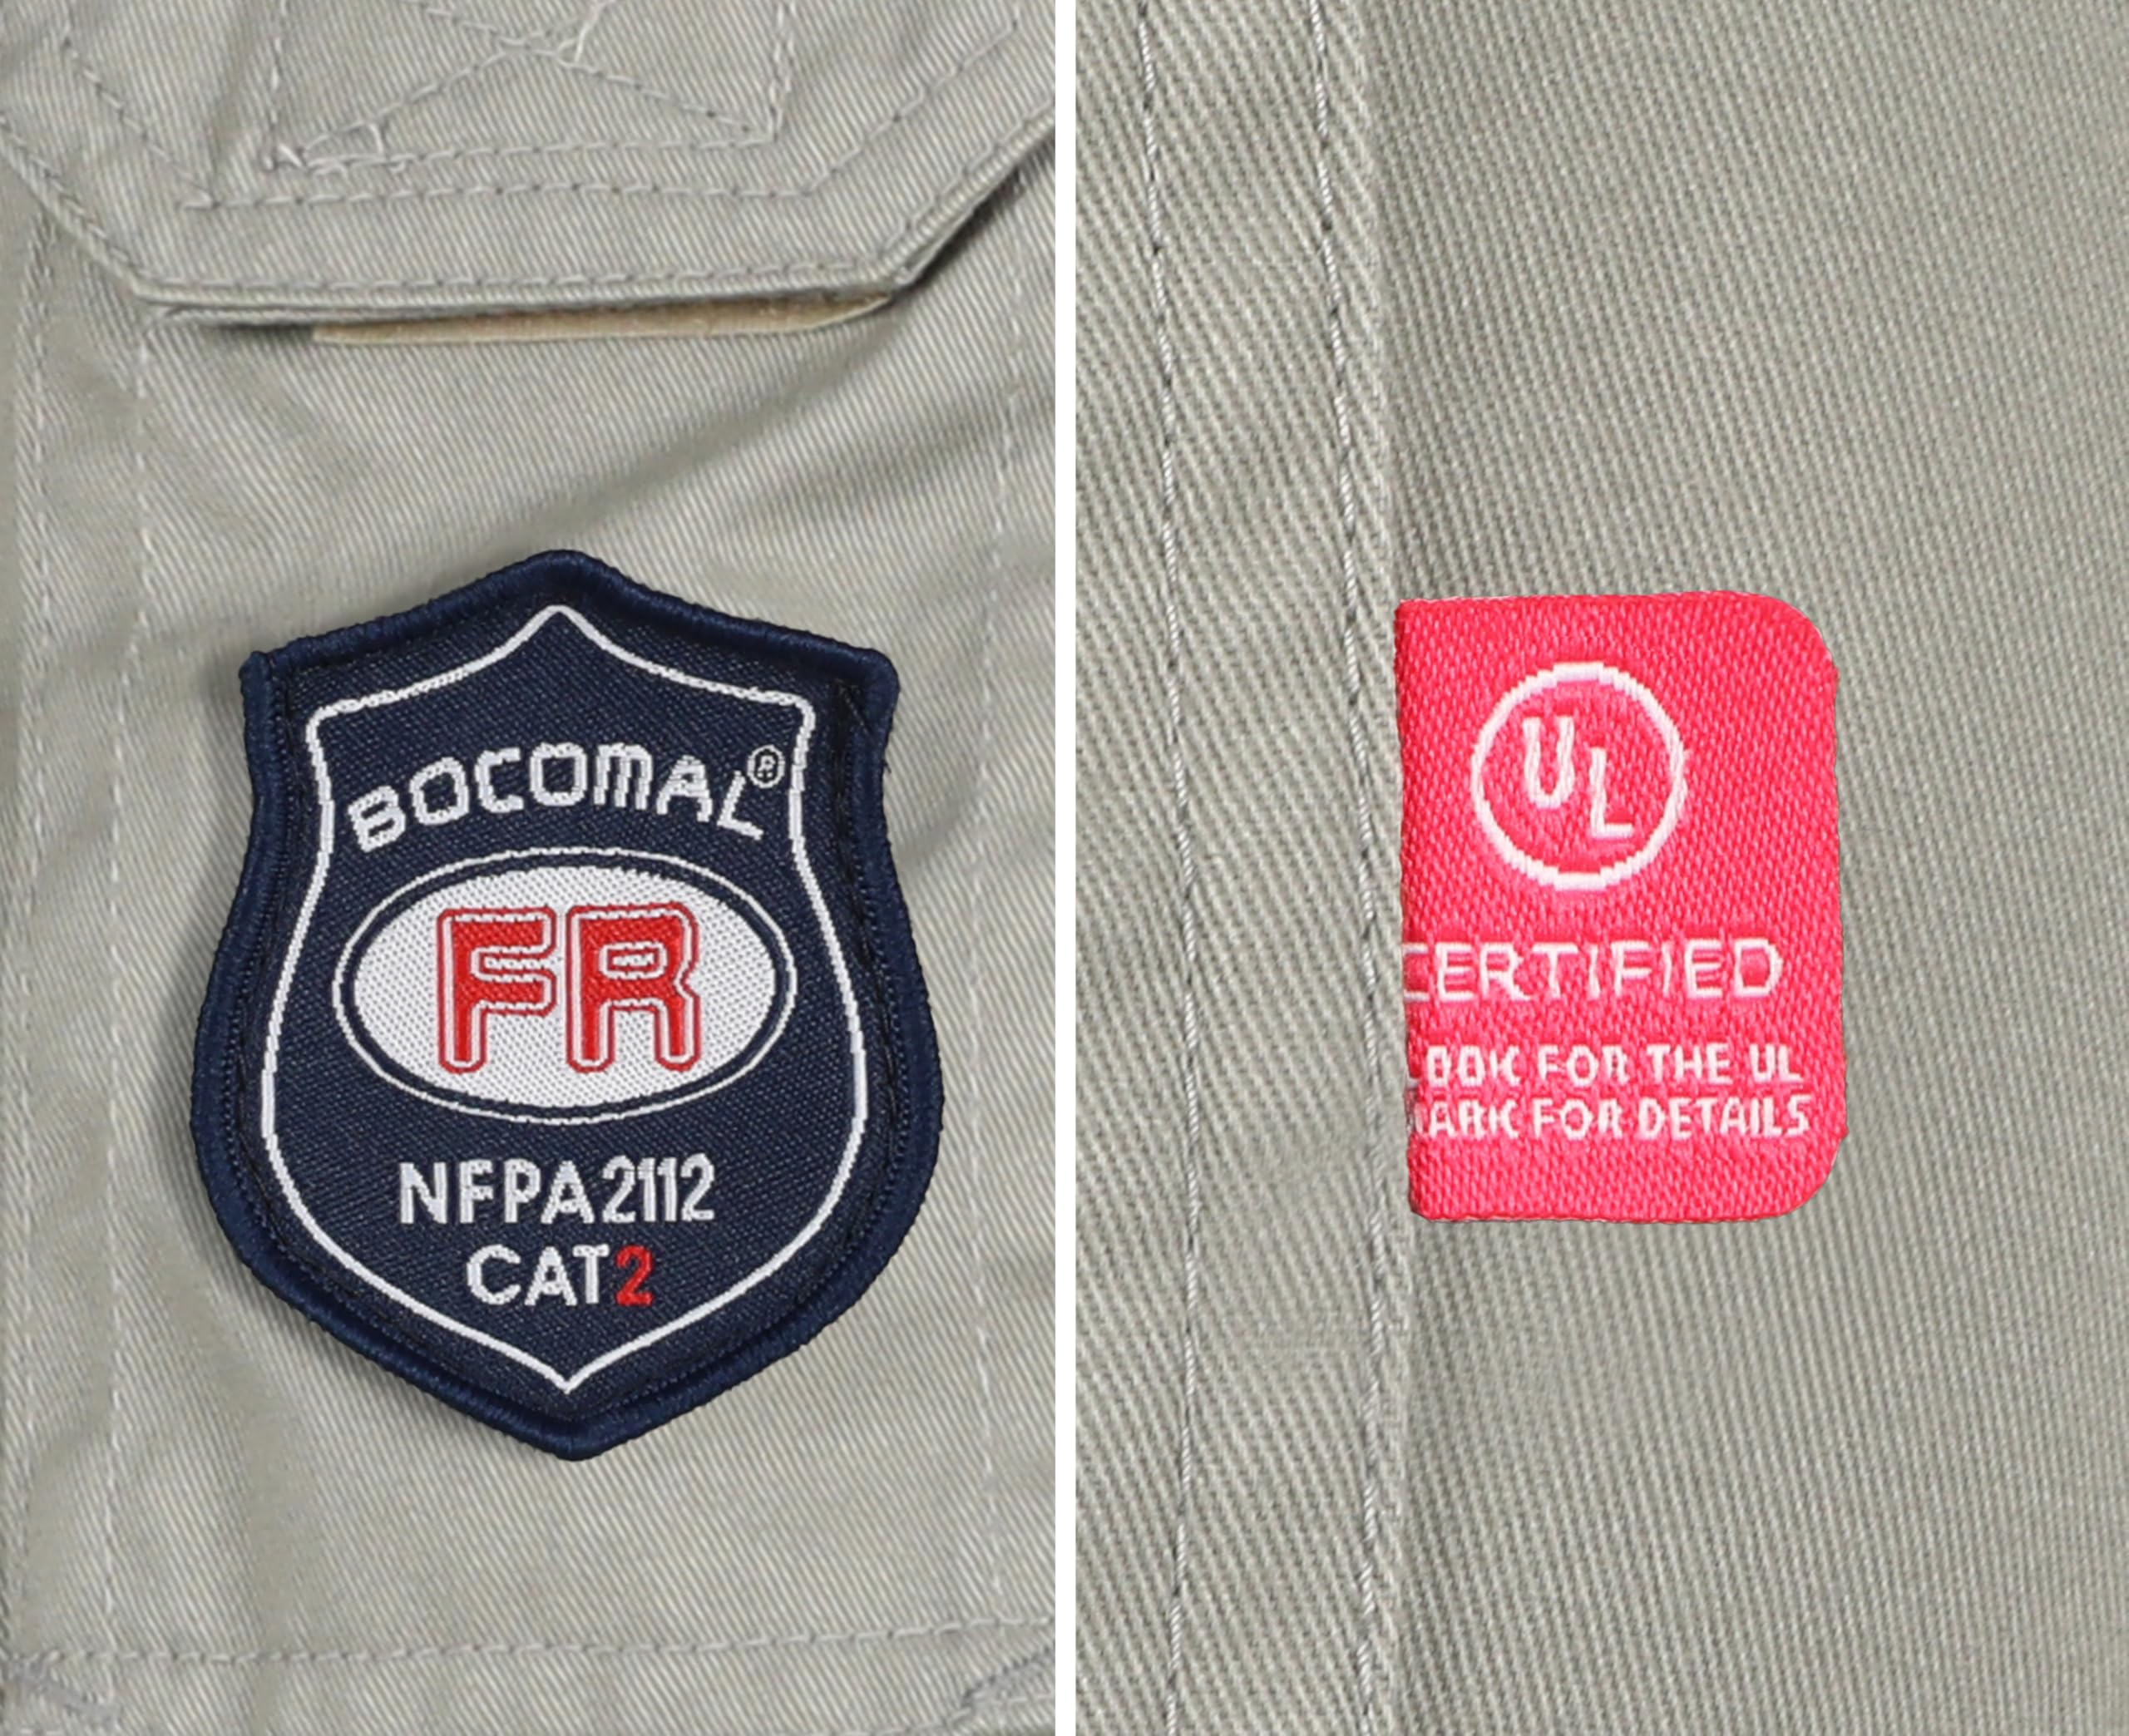 BOCOMAL®
FR
NFPA2112
CAT2
UL
CERTIFIED
LOOK FOR THE UL
MARK FOR DETAILS